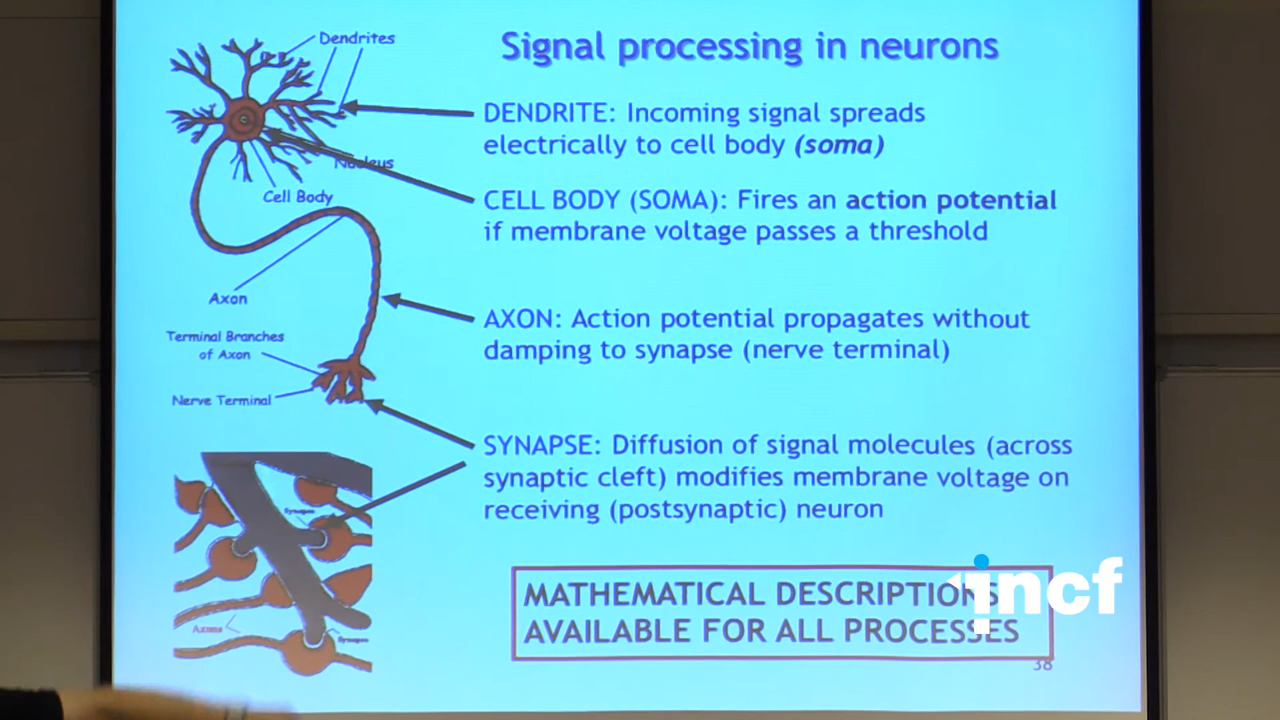 Signal processing in neurons
Dendrites
DENDRITE: Incoming signal spreads
electrically to cell body (soma)
Nucleus
Cell Body
CELL BODY (SOMA): Fires an action potential
if membrane voltage passes a threshold
Axon
AXON: Action potential propagates without
damping to synapse (nerve terminal)
Terminal Branches
of Axon
Nerve Terminal
SYNAPSE: Diffusion of signal molecules (across
synaptic cleft) modifies membrane voltage on
receiving (postsynaptic) neuron
Synapse
Axons
Synapse
MATHEMATICAL DESCRIPTIONS
AVAILABLE FOR ALL PROCESSES
incf
38